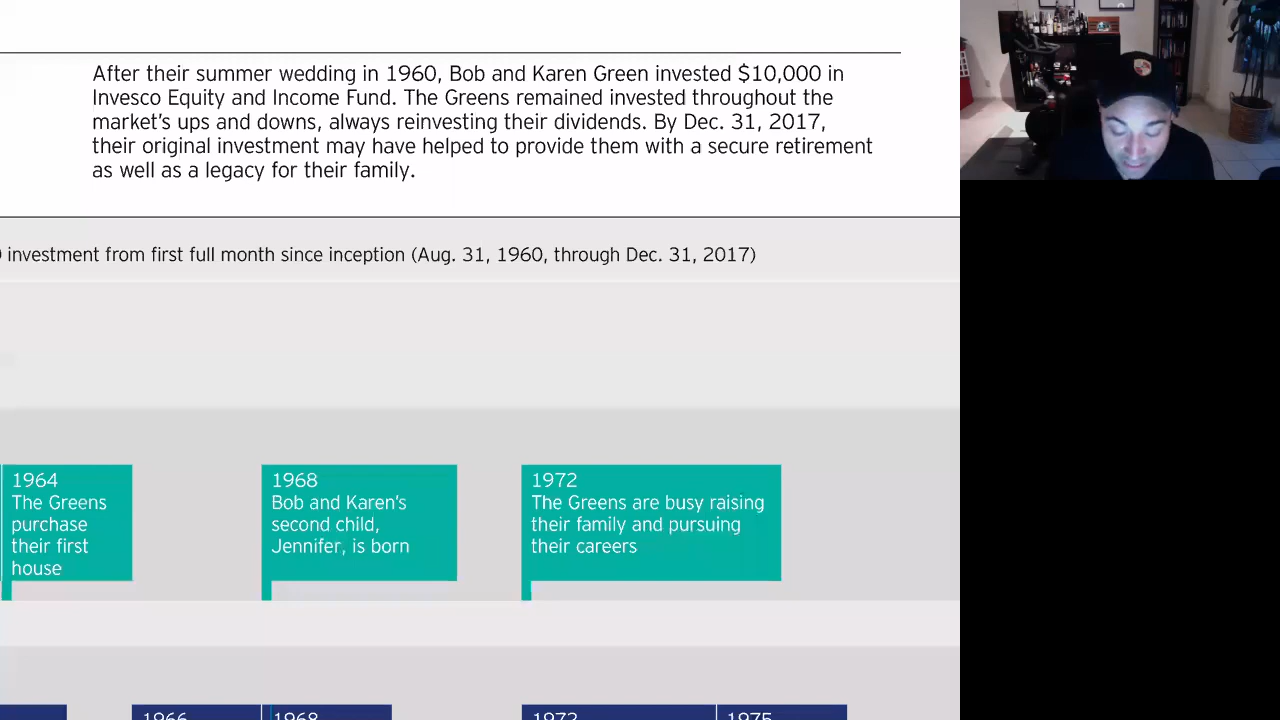 After their summer wedding in 1960, Bob and Karen Green invested $10,000 in
Invesco Equity and Income Fund. The Greens remained invested throughout the
market's ups and downs, always reinvesting their dividends. By Dec. 31, 2017,
their original investment may have helped to provide them with a secure retirement
as well as a legacy for their family.
investment from first full month since inception (Aug. 31, 1960, through Dec. 31, 2017)
1964
The Greens
purchase
their first
house
1968
Bob and Karen's
second child,
Jennifer, is born
1972
The Greens are busy raising
their family and pursuing
their careers
1966
1968
1975